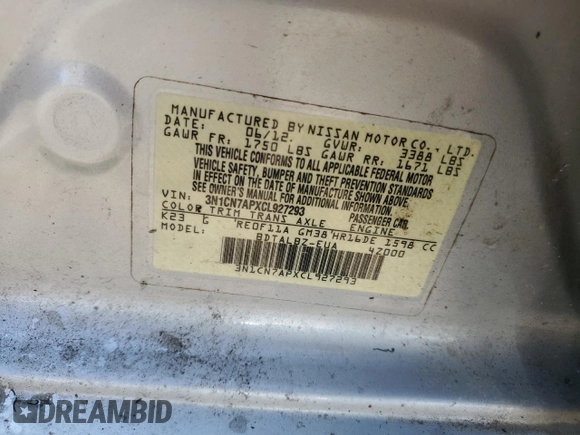 MANUFACTURED BY NISSAN MOTOR CO., LTD.
DATE: 06/12 GVWR: 3388 LBS
GAWR FR: 1750 LBS GAWR RR: 1671 LBS
THIS VEHICLE CONFORMS TO ALL APPLICABLE FEDERAL MOTOR
VEHICLE SAFETY, BUMPER AND THEFT PREVENTION STANDARDS
IN EFFECT ON THE DATE OF MANUFACTURE SHOWN ABOVE.
SEE OWNER'S MANUAL FOR ADDITIONAL INFORMATION.
VIN: 3N1CN7APXCL927293 PASSENGER CAR
COLOR TRIM TRANS AXLE ENGINE
K23 G RE0F11A GM38 HR16DE 1598 CC
BDTALBZ-EUA 4Z000
3N1CN7APXCL927293
DREAMBID